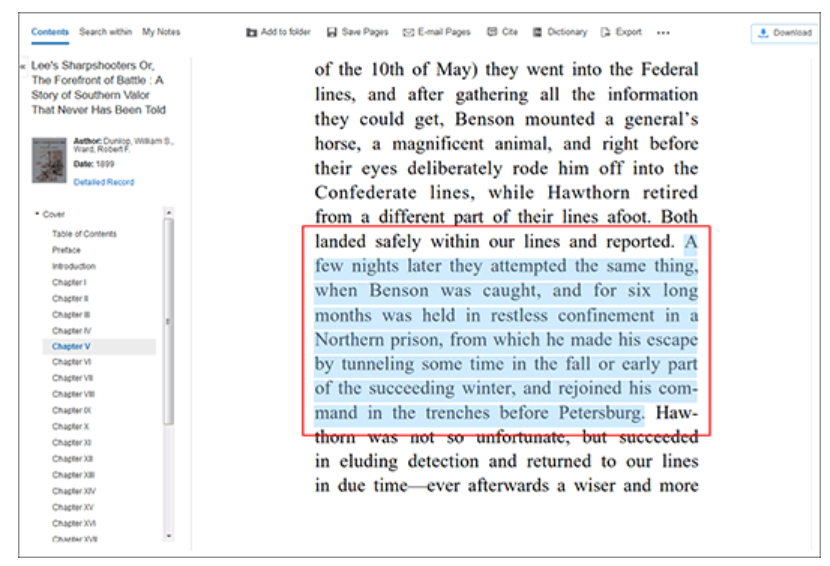 Contents Search within My Notes
Add to folder Save Pages E-mail Pages Cite Dictionary Export ••• Download
« Lee's Sharpshooters Or,
The Forefront of Battle : A
Story of Southern Valor
That Never Has Been Told
Author: Dunlop, William S.,
Ward, Robert F.
Date: 1899
Detailed Record
Cover
Table of Contents
Preface
Introduction
Chapter I
Chapter II
Chapter III
Chapter IV
Chapter V
Chapter VI
Chapter VII
Chapter VIII
Chapter IX
Chapter X
Chapter XI
Chapter XII
Chapter XIII
Chapter XIV
Chapter XV
Chapter XVI
Chapter XVII
of the 10th of May) they went into the Federal
lines, and after gathering all the information
they could get, Benson mounted a general's
horse, a magnificent animal, and right before
their eyes deliberately rode him off into the
Confederate lines, while Hawthorn retired
from a different part of their lines afoot. Both
landed safely within our lines and reported. A
few nights later they attempted the same thing,
when Benson was caught, and for six long
months was held in restless confinement in a
Northern prison, from which he made his escape
by tunneling some time in the fall or early part
of the succeeding winter, and rejoined his com-
mand in the trenches before Petersburg. Haw-
thorn was not so unfortunate, but succeeded
in eluding detection and returned to our lines
in due time—ever afterwards a wiser and more